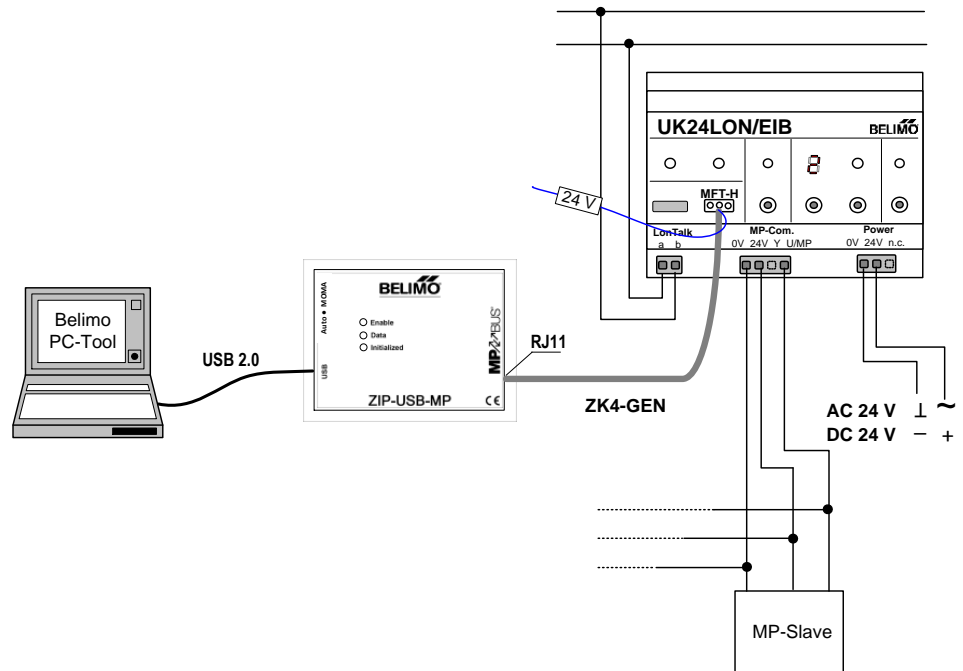 UK24LON/EIB
BELIMO
8
MFT-H
24 V
LonTalk
a b
MP-Com.
0V 24V Y U/MP
Power
0V 24V n.c.
Belimo
PC-Tool
USB 2.0
Auto • MOMA
USB
BELIMO
Enable
Data
Initialized
MP BUS
ZIP-USB-MP
CE
RJ11
ZK4-GEN
AC 24 V ⊥ ~
DC 24 V – +
MP-Slave